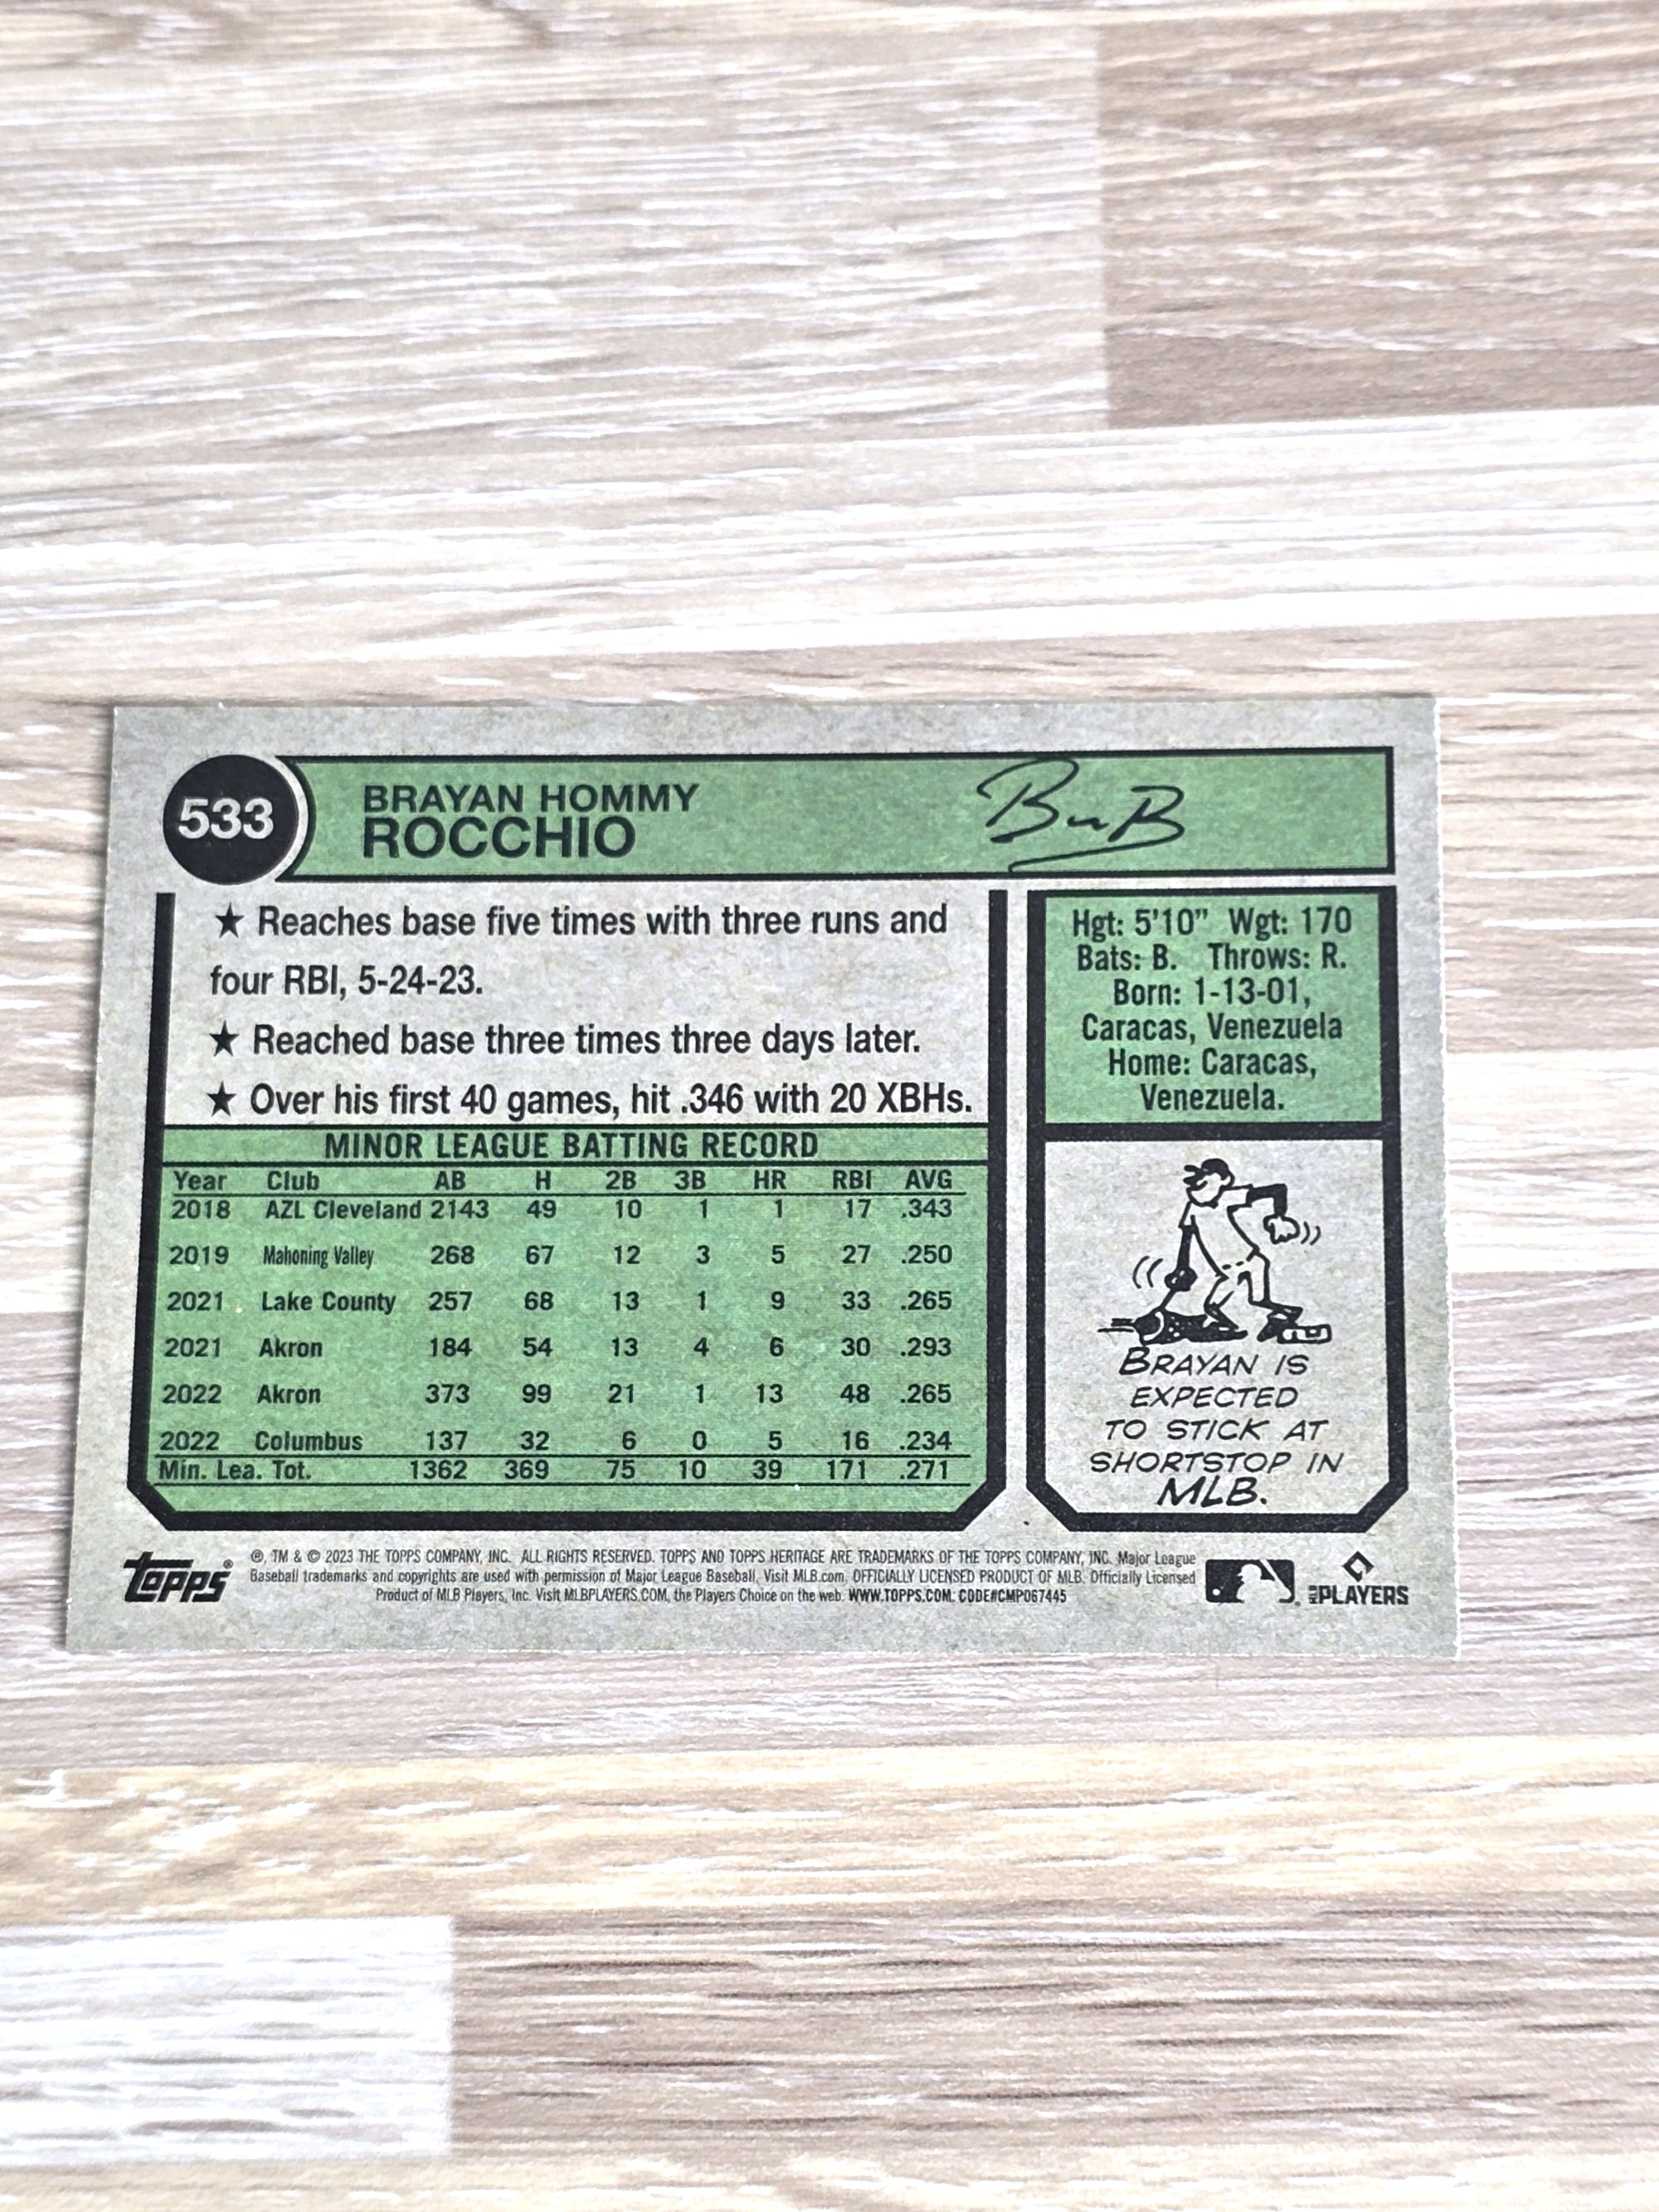 533
BRAYAN HOMMY
ROCCHIO
★ Reaches base five times with three runs and
four RBI, 5-24-23.
★ Reached base three times three days later.
★ Over his first 40 games, hit .346 with 20 XBHs.
MINOR LEAGUE BATTING RECORD
Year Club AB H 2B 3B HR RBI AVG
2018 AZL Cleveland 2143 49 10 1 1 17 .343
2019 Mahoning Valley 268 67 12 3 5 27 .250
2021 Lake County 257 68 13 1 9 33 .265
2021 Akron 184 54 13 4 6 30 .293
2022 Akron 373 99 21 1 13 48 .265
2022 Columbus 137 32 6 0 5 16 .234
Min. Lea. Tot. 1362 369 75 10 39 171 .271
Hgt: 5'10" Wgt: 170
Bats: B. Throws: R.
Born: 1-13-01,
Caracas, Venezuela
Home: Caracas,
Venezuela.
BRAYAN IS
EXPECTED
TO STICK AT
SHORTSTOP IN
MLB.
Topps®
®, TM & © 2023 THE TOPPS COMPANY, INC. ALL RIGHTS RESERVED. TOPPS AND TOPPS HERITAGE ARE TRADEMARKS OF THE TOPPS COMPANY, INC. Major League
Baseball trademarks and copyrights are used with permission of Major League Baseball. Visit MLB.com. OFFICIALLY LICENSED PRODUCT OF MLB. Officially Licensed
Product of MLB Players, Inc. Visit MLBPLAYERS.COM, the Players Choice on the web. WWW.TOPPS.COM. CODE#CMP067445
MLB PLAYERS